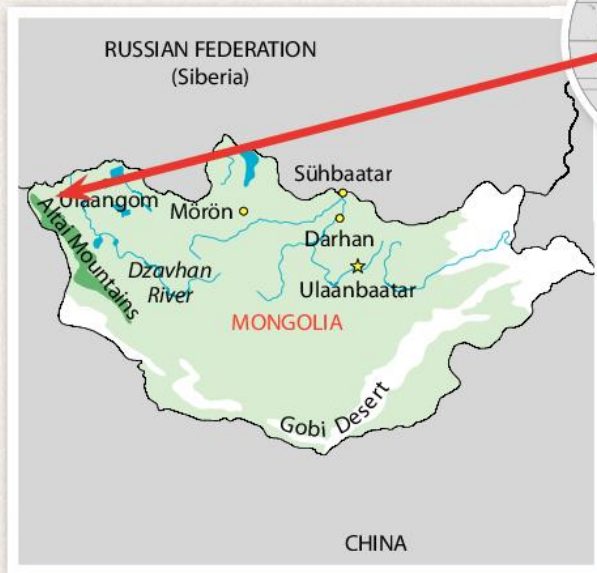 RUSSIAN FEDERATION
(Siberia)
Sühbaatar
Ulaangom
Mörön
Altai Mountains
Darhan
Dzavhan
River
Ulaanbaatar
MONGOLIA
Gobi Desert
CHINA